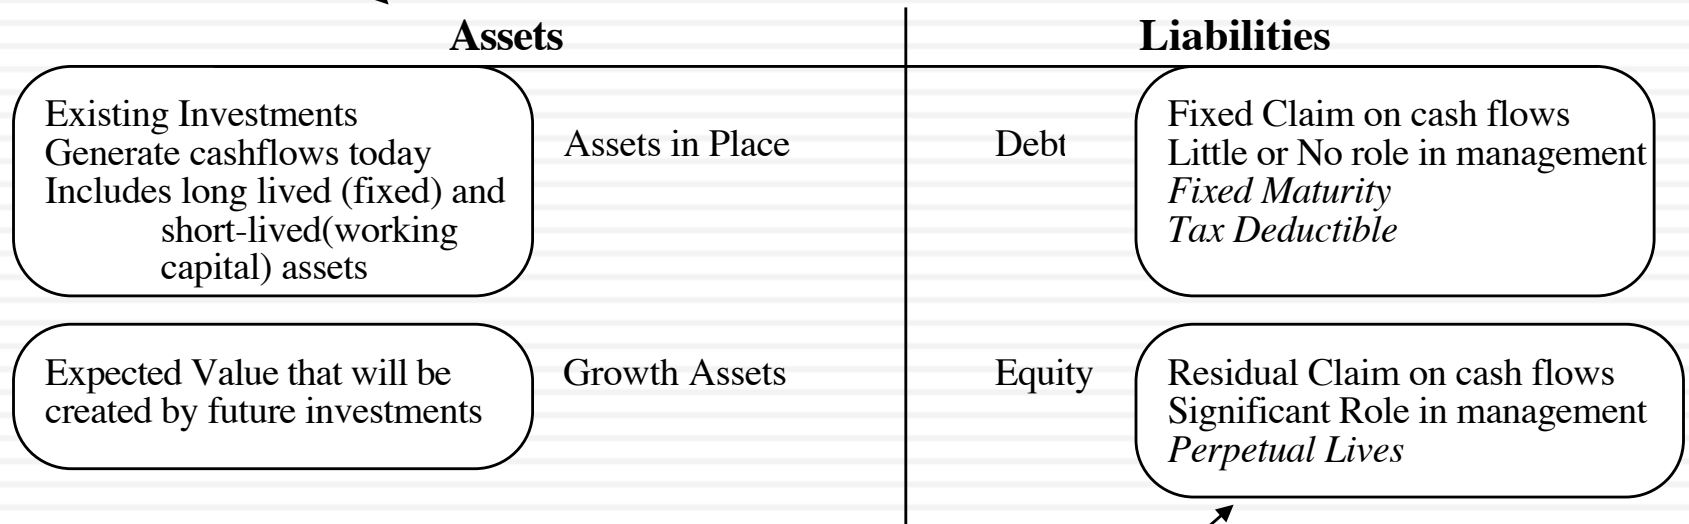 Assets
Liabilities
Existing Investments
Generate cashflows today
Includes long lived (fixed) and
short-lived(working
capital) assets
Assets in Place
Debt
Fixed Claim on cash flows
Little or No role in management
Fixed Maturity
Tax Deductible
Expected Value that will be
created by future investments
Growth Assets
Equity
Residual Claim on cash flows
Significant Role in management
Perpetual Lives